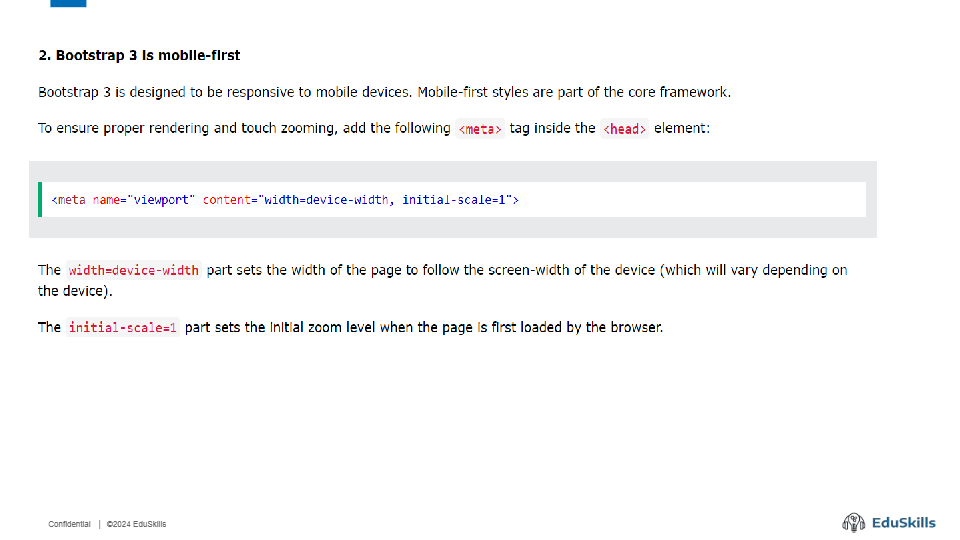 2. Bootstrap 3 is mobile-first
Bootstrap 3 is designed to be responsive to mobile devices. Mobile-first styles are part of the core framework.
To ensure proper rendering and touch zooming, add the following <meta> tag inside the <head> element:
<meta name="viewport" content="width=device-width, initial-scale=1">
The width=device-width part sets the width of the page to follow the screen-width of the device (which will vary depending on
the device).
The initial-scale=1 part sets the initial zoom level when the page is first loaded by the browser.
Confidential | ©2024 EduSkills
EduSkills